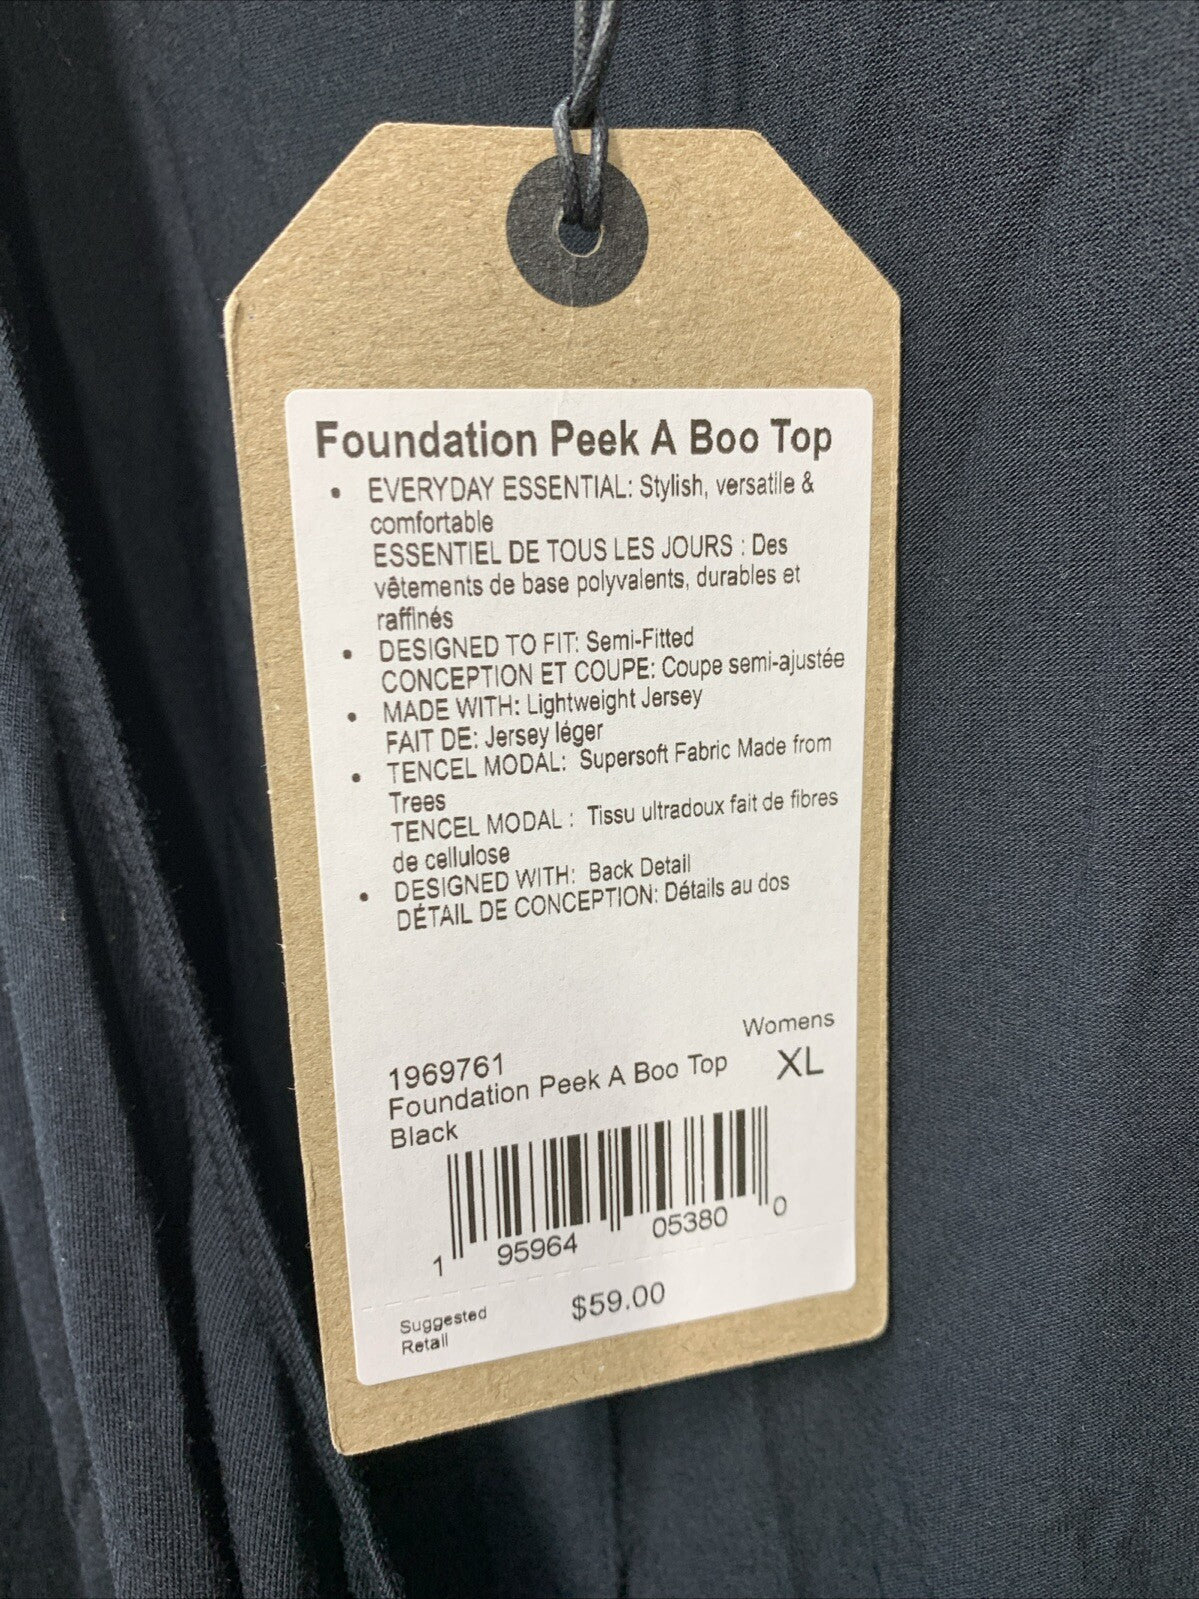 Foundation Peek A Boo Top
• EVERYDAY ESSENTIAL: Stylish, versatile &
comfortable
ESSENTIEL DE TOUS LES JOURS : Des
vêtements de base polyvalents, durables et
raffinés
• DESIGNED TO FIT: Semi-Fitted
CONCEPTION ET COUPE: Coupe semi-ajustée
• MADE WITH: Lightweight Jersey
FAIT DE: Jersey léger
• TENCEL MODAL: Supersoft Fabric Made from
Trees
TENCEL MODAL : Tissu ultradoux fait de fibres
de cellulose
• DESIGNED WITH: Back Detail
DÉTAIL DE CONCEPTION: Détails au dos
Womens
XL
1969761
Foundation Peek A Boo Top
Black
1 95964 05380 0
Suggested
Retail
$59.00